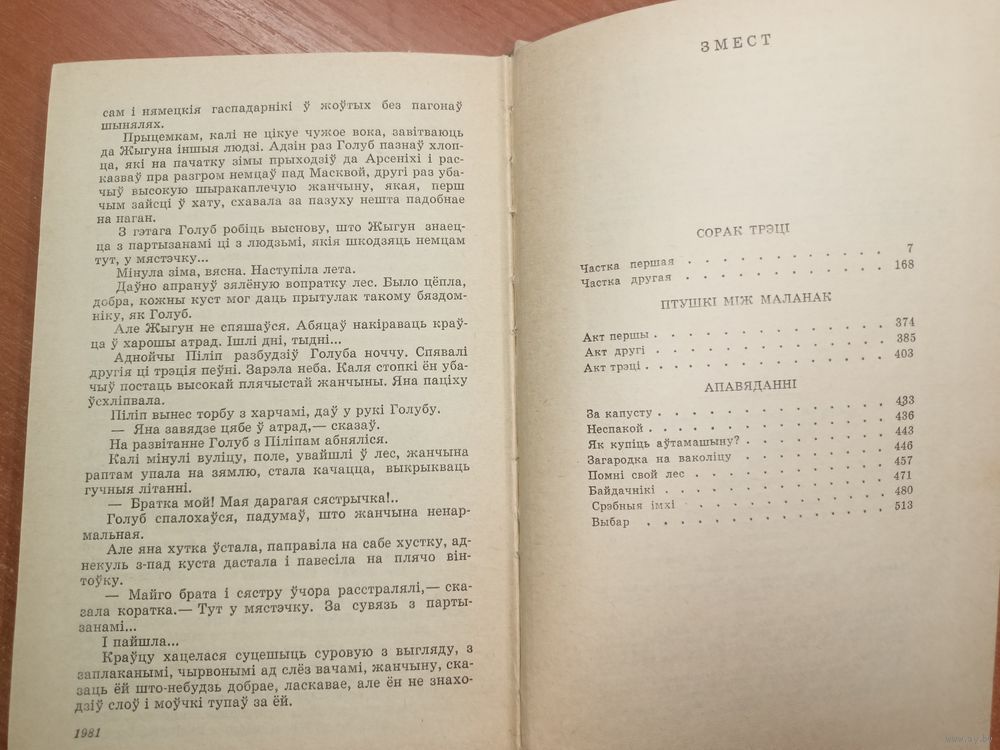 сам і нямецкія гаспадарнікі ў жоўтых без пагонаў
шынялях.
Прыцемкам, калі не цікуе чужое вока, завітваюць
да Жыгуна іншыя людзі. Адзін раз Голуб пазнаў хлоп-
ца, які на пачатку зімы прыходзіў да Арсеніхі і рас-
казваў пра разгром немцаў пад Масквой, другі раз уба-
чыў высокую шыракаплечую жанчыну, якая, перш
чым зайсці ў хату, схавала за пазуху нешта падобнае
на наган.
З гэтага Голуб робіць выснову, што Жыгун знаец-
ца з партызанамі ці з людзьмі, якія шкодзяць немцам
тут, у мястэчку...
Мінула зіма, вясна. Наступіла лета.
Даўно апрануў зялёную вопратку лес. Было цёпла,
добра, кожны куст мог даць прытулак такому бяздом-
ніку, як Голуб.
Але Жыгун не спяшаўся. Абяцаў накіраваць краў-
ца ў харошы атрад. Ішлі дні, тыдні...
Аднойчы Піліп разбудзіў Голуба ноччу. Спявалі
другія ці трэція пеўні. Зарэла неба. Каля стопкі ён уба-
чыў постаць высокай плячыстай жанчыны. Яна паціху
ўсхліпвала.
Піліп вынес торбу з харчамі, даў у рукі Голубу.
— Яна завядзе цябе ў атрад,— сказаў.
На развітанне Голуб з Піліпам абняліся.
Калі мінулі вуліцу, поле, увайшлі ў лес, жанчына
раптам упала на зямлю, стала качацца, выкрыкваць
гучныя літанні.
— Братка мой! Мая дарагая сястрычка!..
Голуб спалохаўся, падумаў, што жанчына ненар-
мальная.
Але яна хутка ўстала, паправіла на сабе хустку, ад-
некуль з-пад куста дастала і павесіла на плячо він-
тоўку.
— Майго брата і сястру ўчора расстралялі,— ска-
зала коратка.— Тут у мястэчку. За сувязь з парты-
занамі...
І пайшла...
Краўцу хацелася суцешыць суровую з выгляду, з
заплаканымі, чырвонымі ад слёз вачамі, жанчыну, ска-
заць ёй што-небудзь добрае, ласкавае, але ён не знахо-
дзіў слоў і моўчкі тупаў за ёй.
1981
ЗМЕСТ
СОРАК ТРЭЦІ
Частка першая . . . . . . . . . . 7
Частка другая . . . . . . . . . . 168
ПТУШКІ МІЖ МАЛАНАК
Акт першы . . . . . . . . . . . 374
Акт другі . . . . . . . . . . . 385
Акт трэці . . . . . . . . . . . 403
АПАВЯДАННІ
За капусту . . . . . . . . . . . 433
Неспакой . . . . . . . . . . . 436
Як купіць аўтамашыну? . . . . . . . 443
Загародка на ваколіцу . . . . . . . 446
Помні свой лес . . . . . . . . . 457
Байдачнікі . . . . . . . . . . . 471
Срэбныя імхі . . . . . . . . . . 480
Выбар . . . . . . . . . . . . 513
www.ay.by